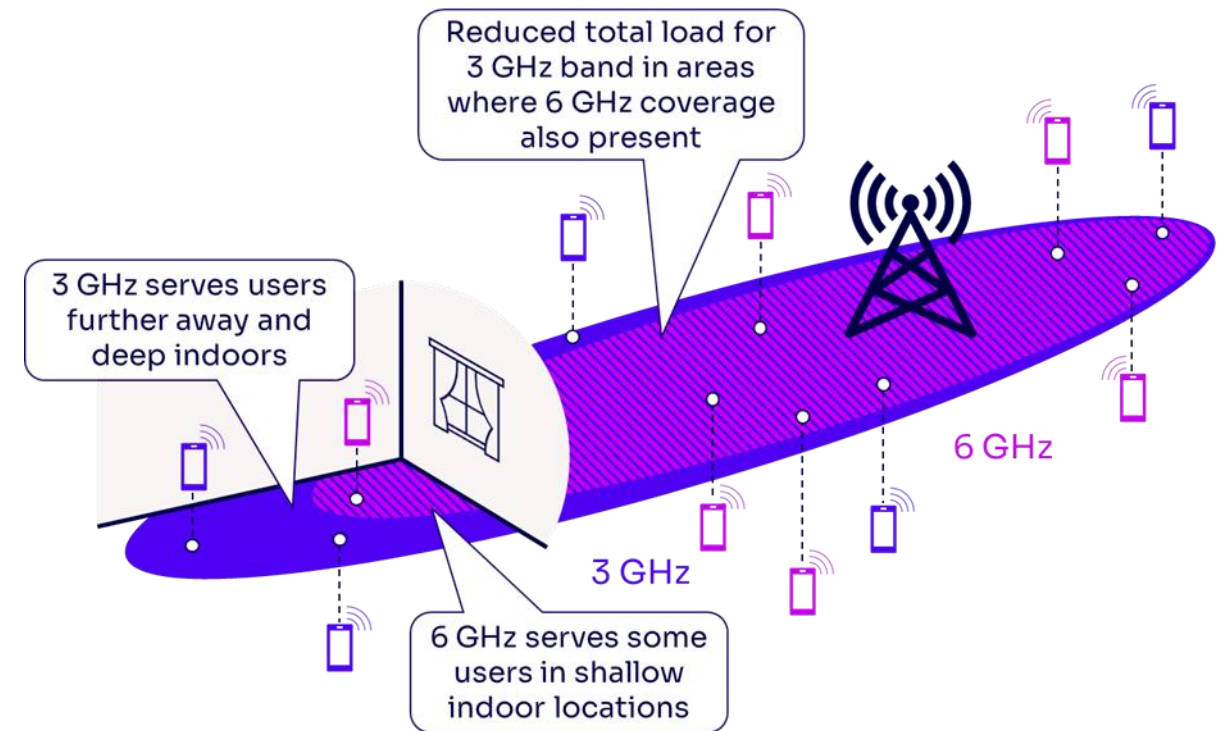 Reduced total load for
3 GHz band in areas
where 6 GHz coverage
also present
3 GHz serves users
further away and
deep indoors
6 GHz
3 GHz
6 GHz serves some
users in shallow
indoor locations